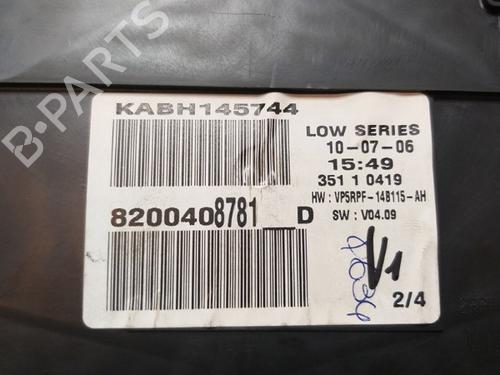 KABH145744
LOW SERIES
10-07-06
15:49
351 1 0419
HW : VP5RPF-14B115-AH
SW : V04.09
8200408781__D
V1
2/4
B-PARTS